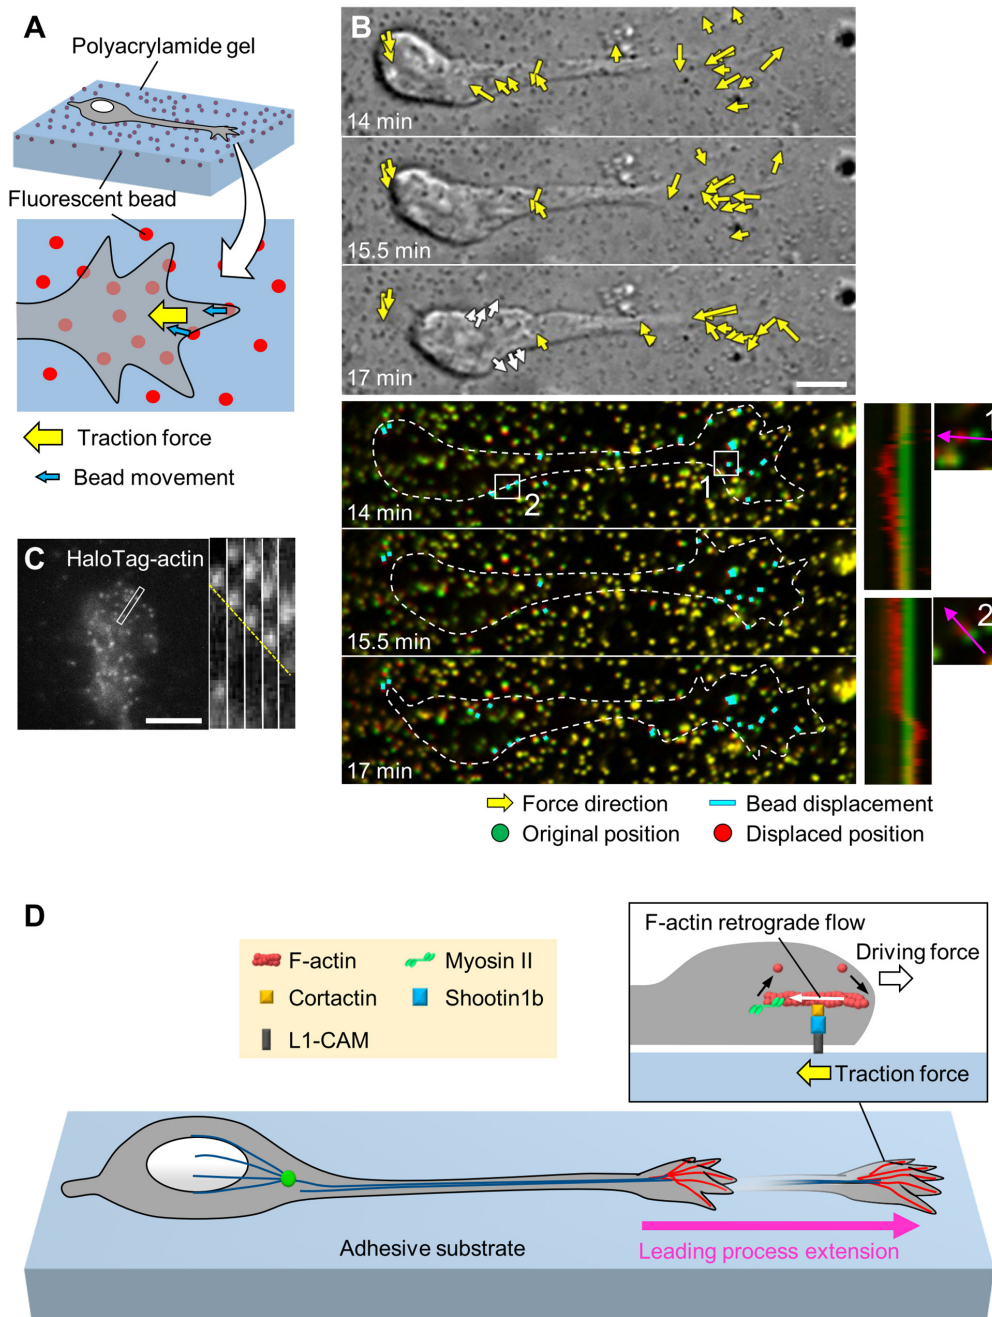 A
Polyacrylamide gel
Fluorescent bead
Traction force
Bead movement
B
14 min
15.5 min
17 min
14 min
1
2
15.5 min
17 min
1
2
Force direction
Bead displacement
Original position
Displaced position
C
HaloTag-actin
D
F-actin
Myosin II
Cortactin
Shootin1b
L1-CAM
F-actin retrograde flow
Driving force
Traction force
Adhesive substrate
Leading process extension